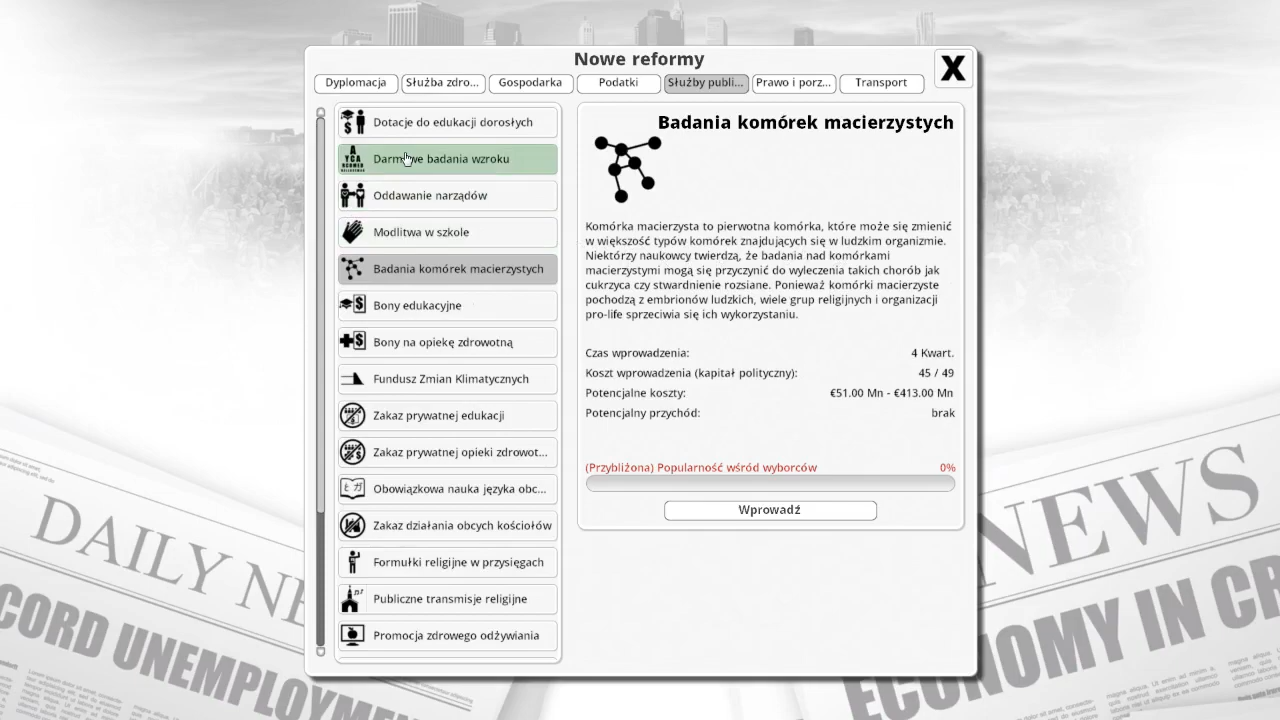 Nowe reformy
X
Dyplomacja
Służba zdro...
Gospodarka
Podatki
Służby publi...
Prawo i porz...
Transport
Dotacje do edukacji dorosłych
Darmowe badania wzroku
Oddawanie narządów
Modlitwa w szkole
Badania komórek macierzystych
Bony edukacyjne
Bony na opiekę zdrowotną
Fundusz Zmian Klimatycznych
Zakaz prywatnej edukacji
Zakaz prywatnej opieki zdrowot...
Obowiązkowa nauka języka obc...
Zakaz działania obcych kościołów
Formułki religijne w przysięgach
Publiczne transmisje religijne
Promocja zdrowego odżywiania
Badania komórek macierzystych
Komórka macierzysta to pierwotna komórka, które może się zmienić
w większość typów komórek znajdujących się w ludzkim organizmie.
Niektórzy naukowcy twierdzą, że badania nad komórkami
macierzystymi mogą się przyczynić do wyleczenia takich chorób jak
cukrzyca czy stwardnienie rozsiane. Ponieważ komórki macierzyste
pochodzą z embrionów ludzkich, wiele grup religijnych i organizacji
pro-life sprzeciwia się ich wykorzystaniu.
Czas wprowadzenia: 4 Kwart.
Koszt wprowadzenia (kapitał polityczny): 45 / 49
Potencjalne koszty: €51.00 Mn - €413.00 Mn
Potencjalny przychód: brak
(Przybliżona) Popularność wśród wyborców 0%
Wprowadź
DAILY NE
CORD UNEMPLOYM
NEWS
ECONOMY IN CR